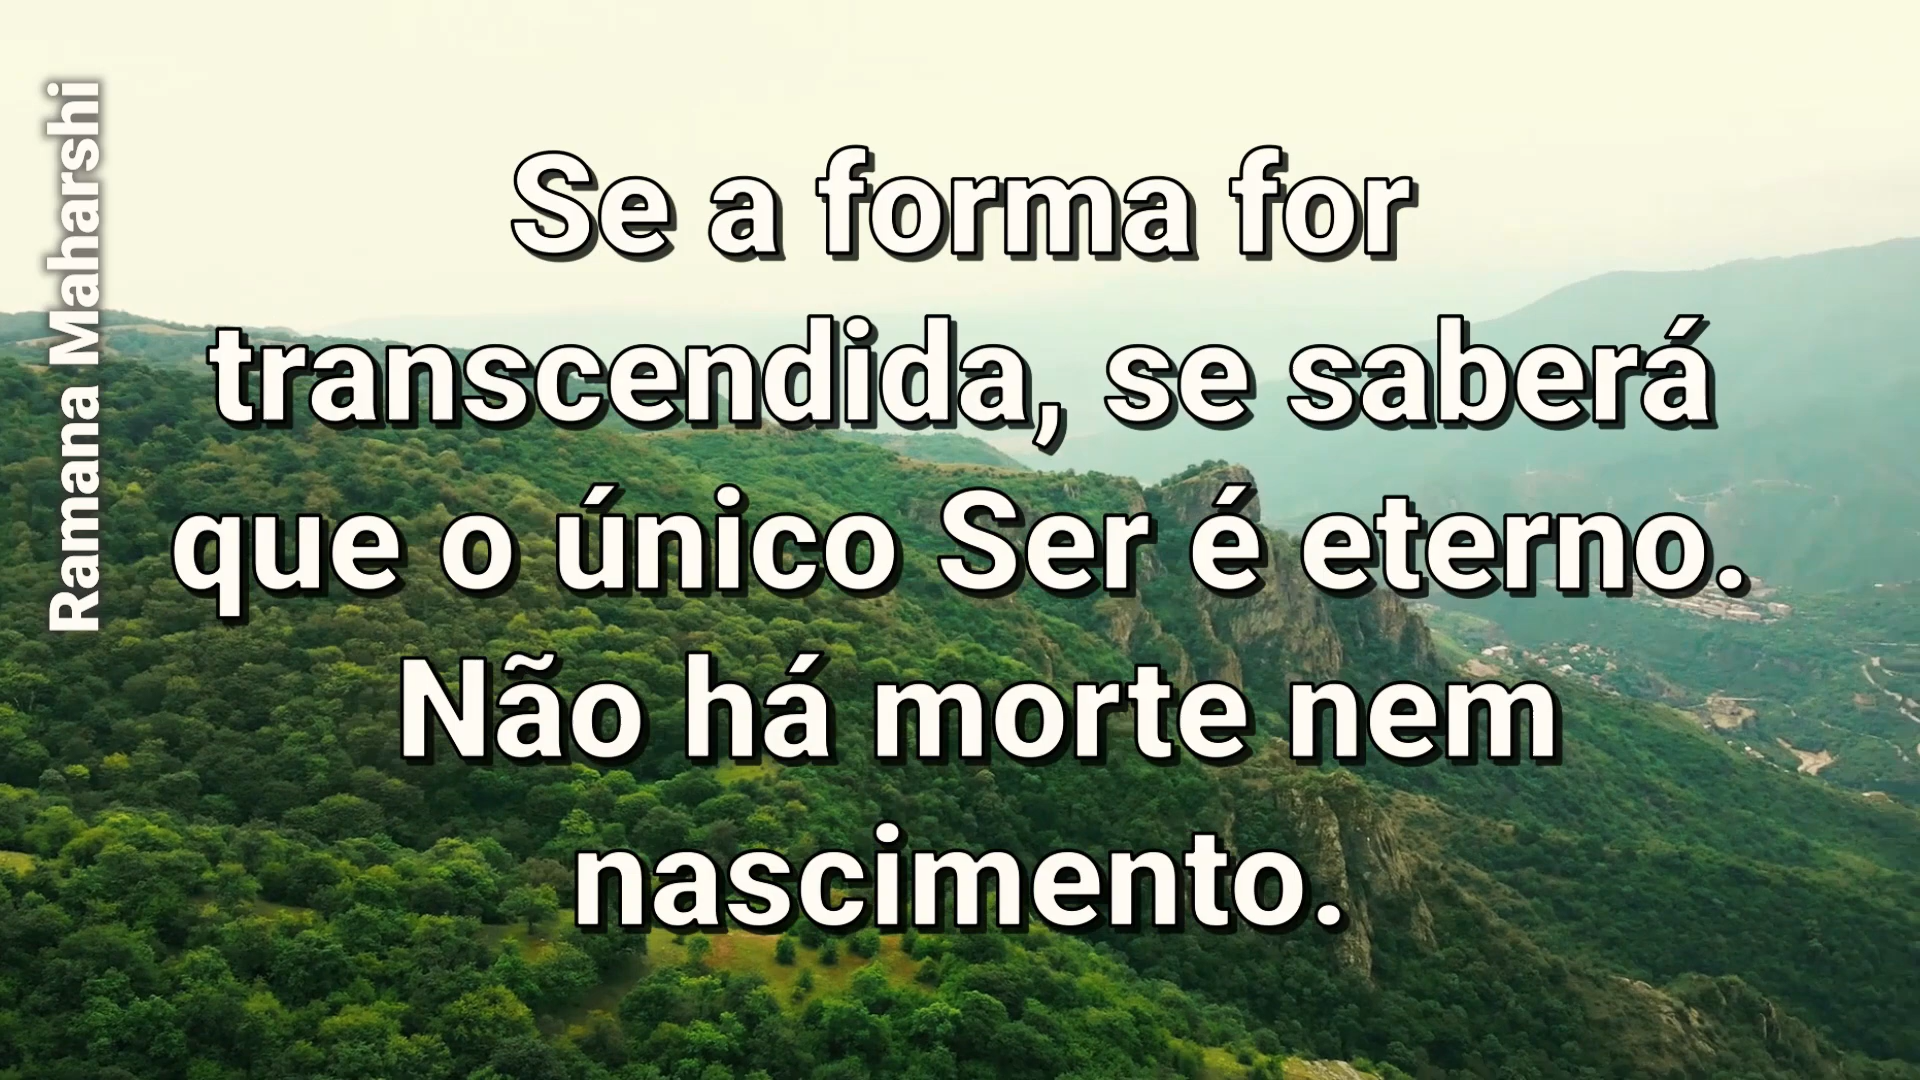 Ramana Maharshi
Se a forma for
transcendida, se saberá
que o único Ser é eterno.
Não há morte nem
nascimento.